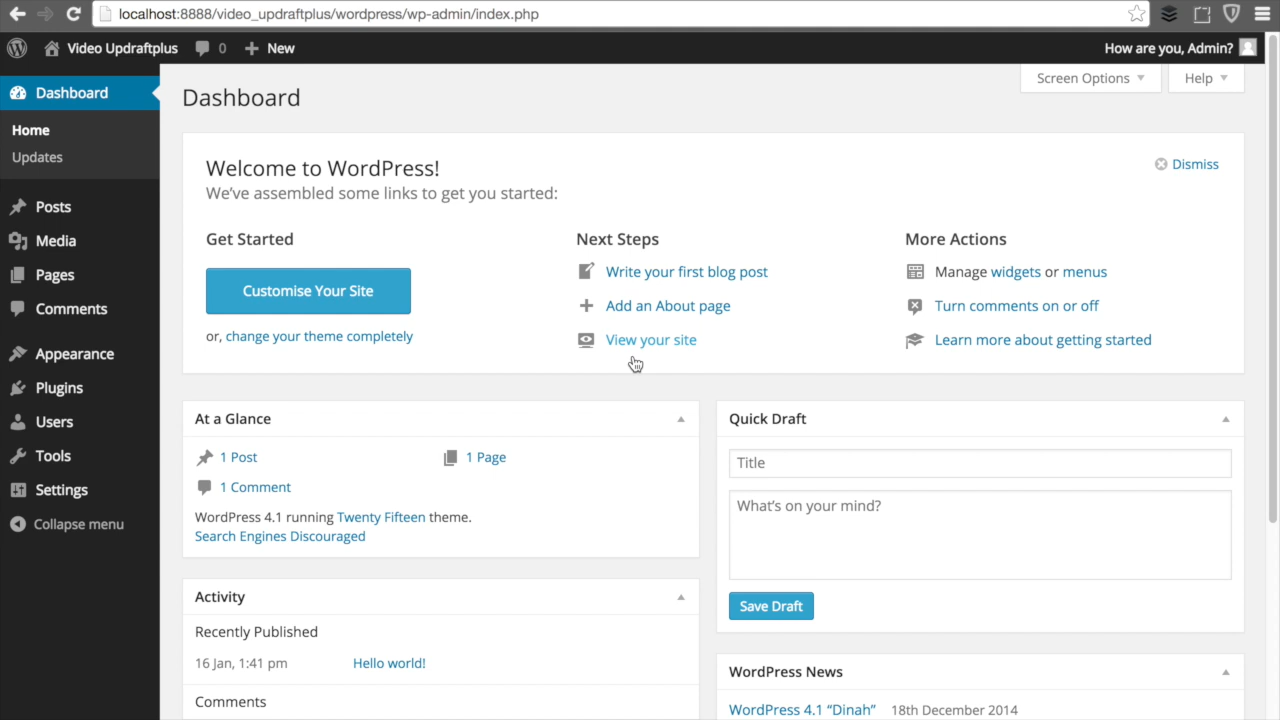 localhost:8888/video_updraftplus/wordpress/wp-admin/index.php
Video Updraftplus 0 New How are you, Admin?
Dashboard
Home
Updates
Posts
Media
Pages
Comments
Appearance
Plugins
Users
Tools
Settings
Collapse menu
Screen Options Help
Dashboard
Welcome to WordPress!
Dismiss
We've assembled some links to get you started:
Get Started
Customise Your Site
or, change your theme completely
Next Steps
Write your first blog post
Add an About page
View your site
More Actions
Manage widgets or menus
Turn comments on or off
Learn more about getting started
At a Glance
1 Post 1 Page
1 Comment
WordPress 4.1 running Twenty Fifteen theme.
Search Engines Discouraged
Activity
Recently Published
16 Jan, 1:41 pm Hello world!
Comments
Quick Draft
Title
What's on your mind?
Save Draft
WordPress News
WordPress 4.1 “Dinah” 18th December 2014